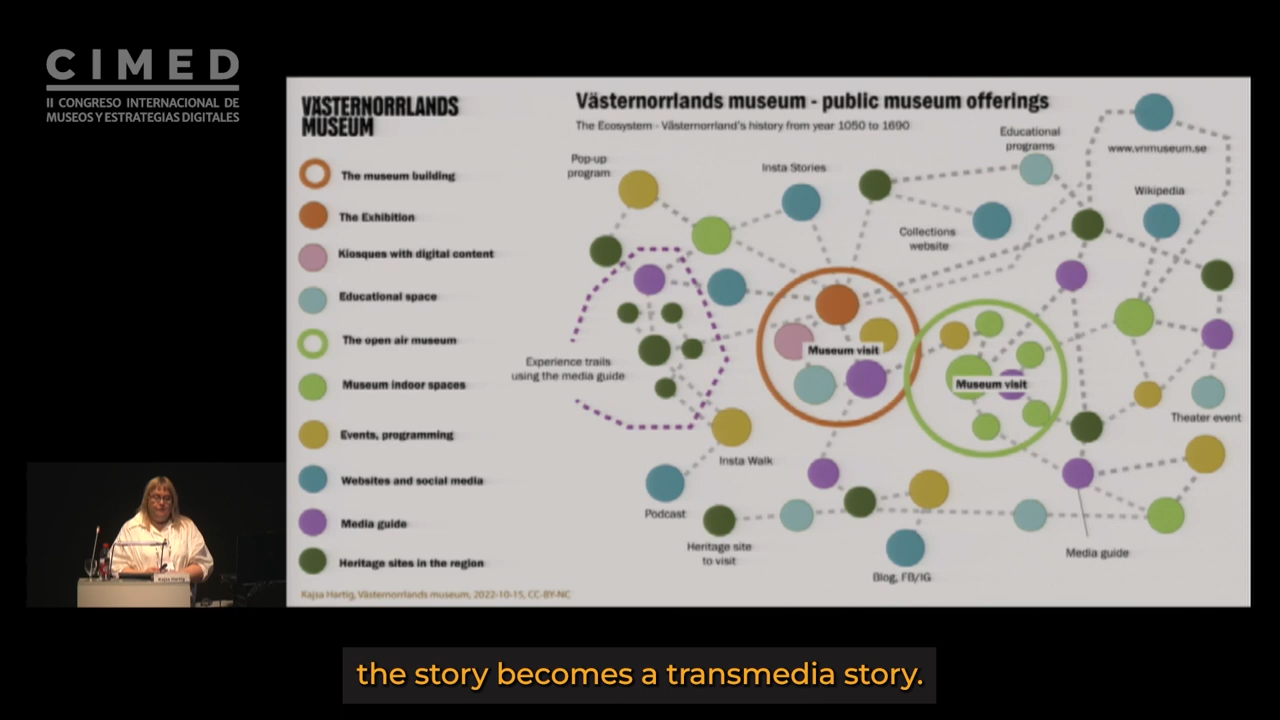 CIMED
II CONGRESO INTERNACIONAL DE
MUSEOS Y ESTRATEGIAS DIGITALES
VÄSTERNORRLANDS
MUSEUM
Västernorrlands museum - public museum offerings
The Ecosystem - Västernorrland's history from year 1050 to 1690
The museum building
The Exhibition
Kiosques with digital content
Educational space
The open air museum
Museum indoor spaces
Events, programming
Websites and social media
Media guide
Heritage sites in the region
Pop-up
program
Insta Stories
Educational
programs
www.vnmuseum.se
Wikipedia
Collections
website
Museum visit
Museum visit
Experience trails
using the media guide
Theater event
Insta Walk
Podcast
Heritage site
to visit
Blog, FB/IG
Media guide
Kajsa Hartig, Västernorrlands museum, 2022-10-15, CC-BY-NC
Kajsa Hartig
the story becomes a transmedia story.